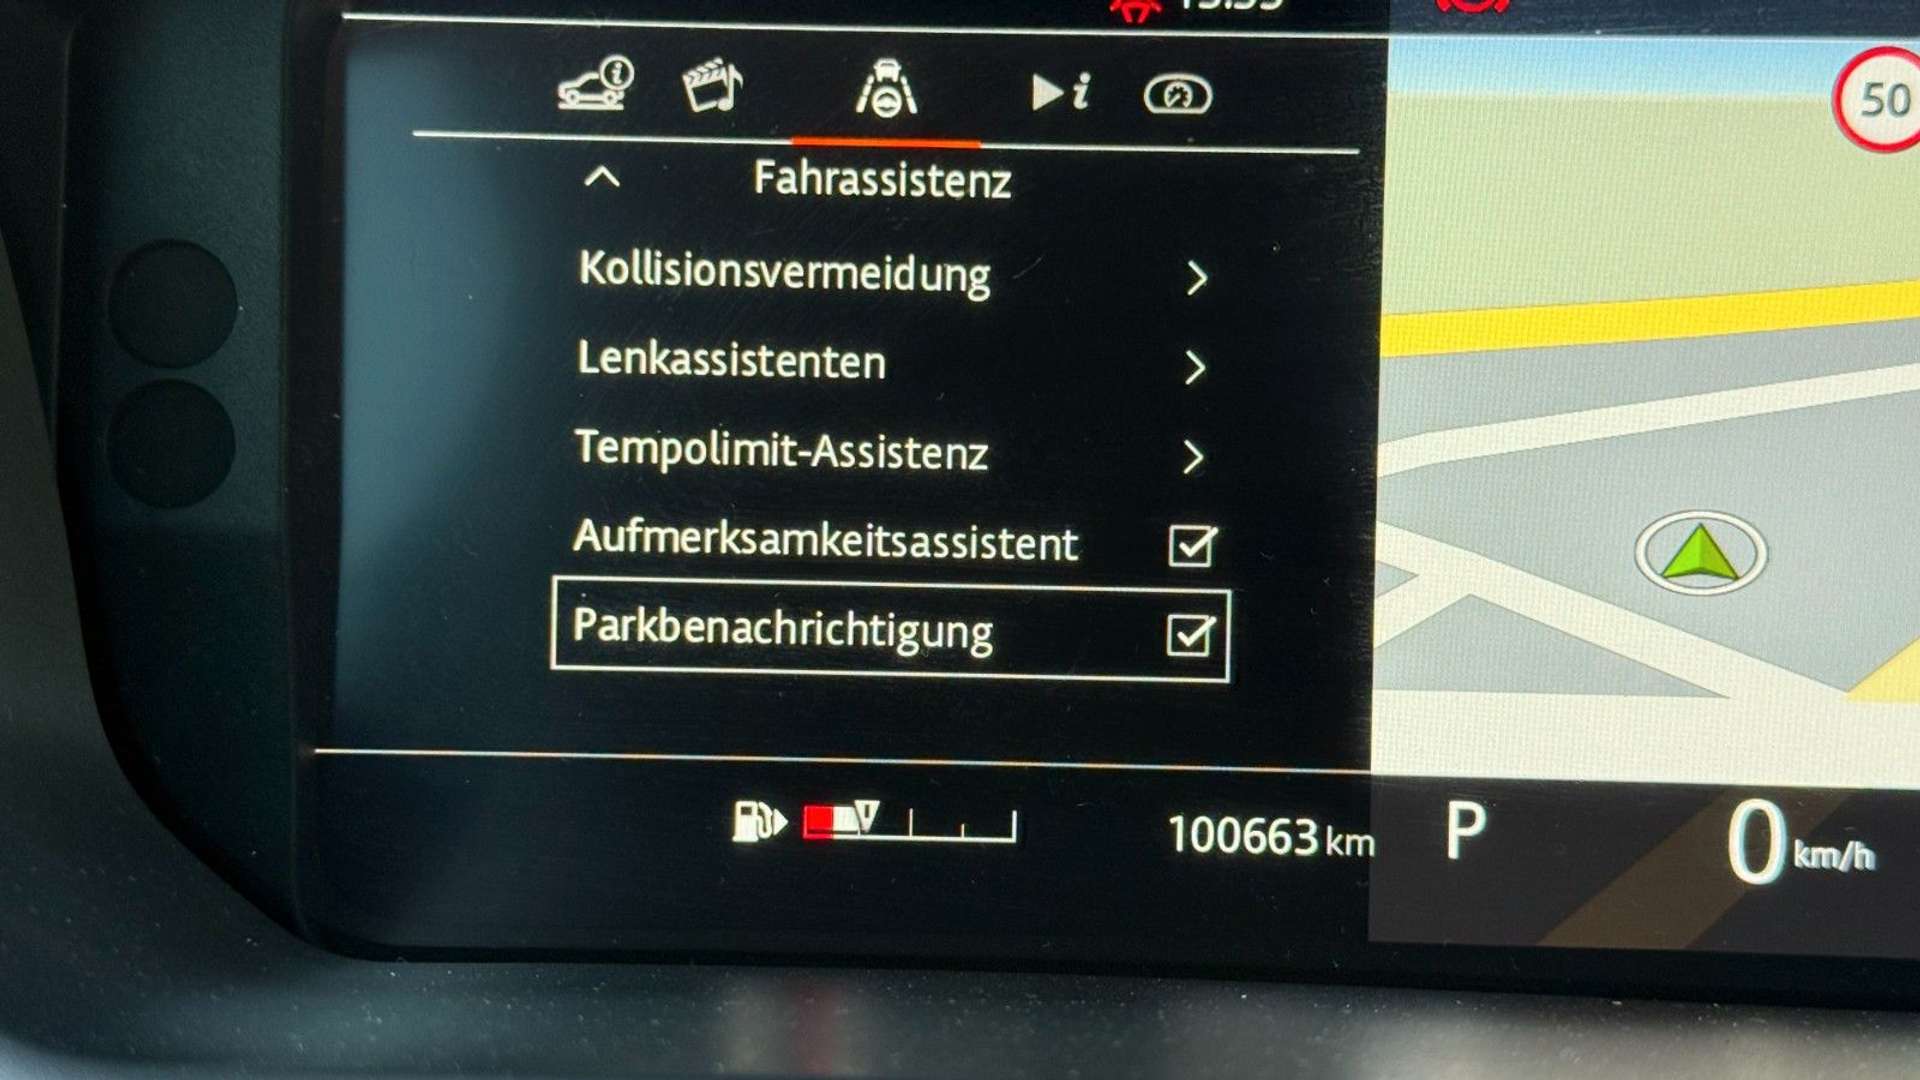 50
Fahrassistenz
Kollisionsvermeidung
Lenkassistenten
Tempolimit-Assistenz
Aufmerksamkeitsassistent
Parkbenachrichtigung
100663 km
P
0 km/h